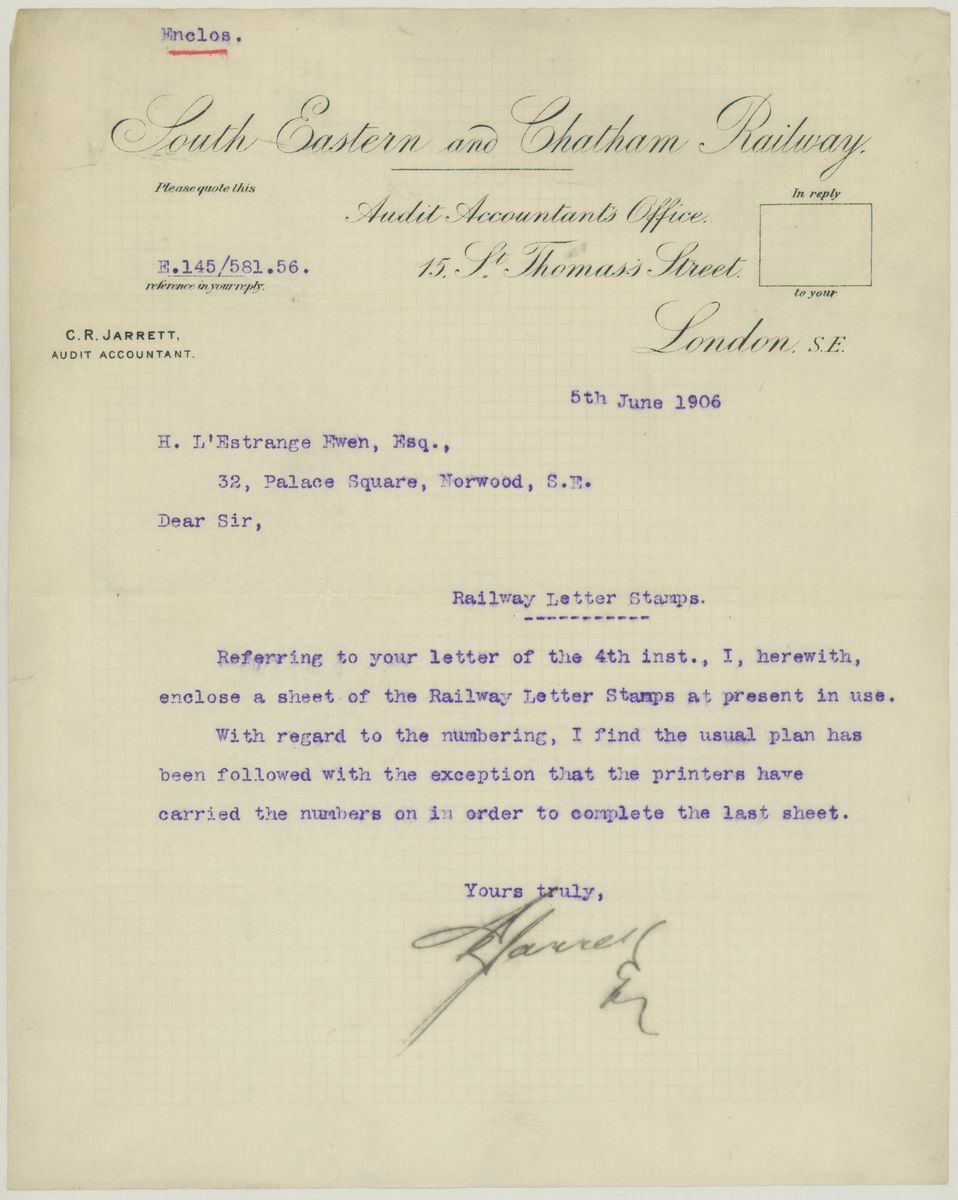 Enclos.
South Eastern and Chatham Railway.
Please quote this
In reply
Audit Accountant's Office.
E.145/581.56.
15, St. Thomas's Street.
reference in your reply.
to your
C. R. JARRETT,
AUDIT ACCOUNTANT.
London, S.E.
5th June 1906
H. L'Estrange Ewen, Esq.,
32, Palace Square, Norwood, S.E.
Dear Sir,
Railway Letter Stamps.
Referring to your letter of the 4th inst., I, herewith,
enclose a sheet of the Railway Letter Stamps at present in use.
With regard to the numbering, I find the usual plan has
been followed with the exception that the printers have
carried the numbers on in order to complete the last sheet.
Yours truly,
Jarrett